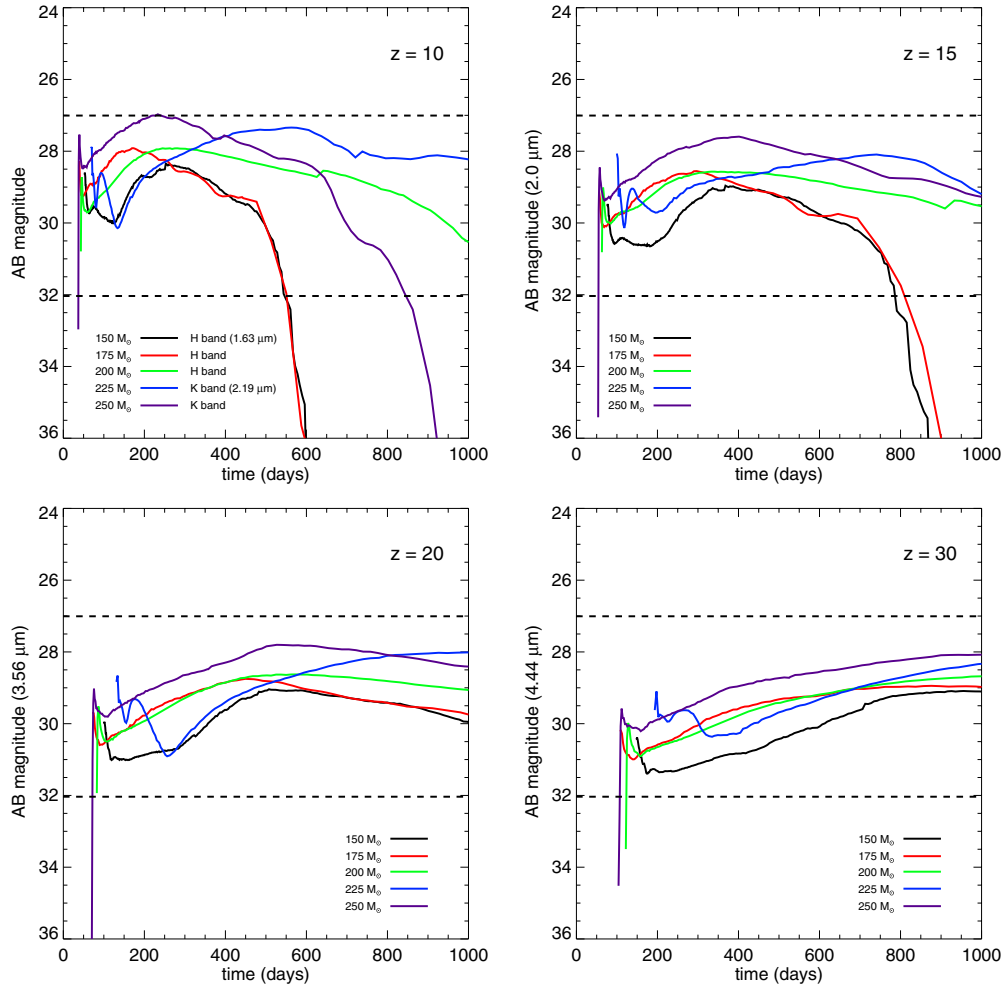 24
26
28
30
32
34
36
AB magnitude
z = 10
150 M⊙ H band (1.63 μm)
175 M⊙ H band
200 M⊙ H band
225 M⊙ K band (2.19 μm)
250 M⊙ K band
0 200 400 600 800 1000
time (days)
24
26
28
30
32
34
36
AB magnitude (2.0 μm)
z = 15
150 M⊙
175 M⊙
200 M⊙
225 M⊙
250 M⊙
0 200 400 600 800 1000
time (days)
24
26
28
30
32
34
36
AB magnitude (3.56 μm)
z = 20
150 M⊙
175 M⊙
200 M⊙
225 M⊙
250 M⊙
0 200 400 600 800 1000
time (days)
24
26
28
30
32
34
36
AB magnitude (4.44 μm)
z = 30
150 M⊙
175 M⊙
200 M⊙
225 M⊙
250 M⊙
0 200 400 600 800 1000
time (days)